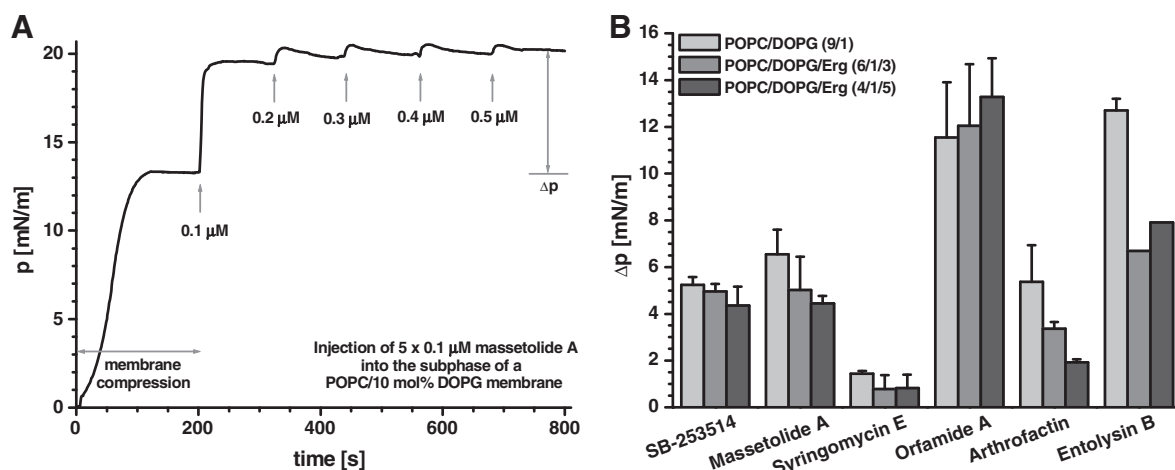 A
p [mN/m]
20
15
10
5
0
0.2 µM
0.3 µM
0.4 µM
0.5 µM
0.1 µM
Δp
membrane
compression
Injection of 5 x 0.1 µM massetolide A
into the subphase of a
POPC/10 mol% DOPG membrane
0
200
400
600
800
time [s]
B
Δp [mN/m]
16
14
12
10
8
6
4
2
0
POPC/DOPG (9/1)
POPC/DOPG/Erg (6/1/3)
POPC/DOPG/Erg (4/1/5)
SB-253514
Massetolide A
Syringomycin E
Orfamide A
Arthrofactin
Entolysin B